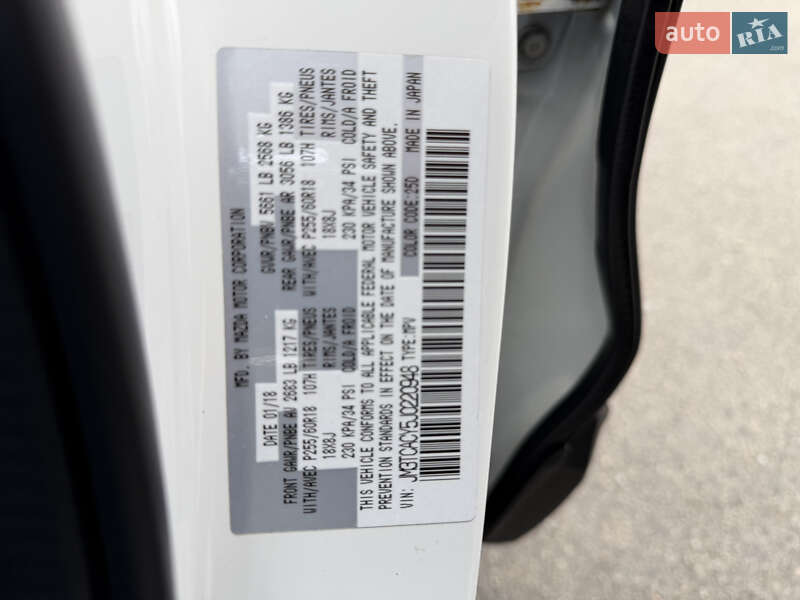 auto RIA
.com
MFD. BY MAZDA MOTOR CORPORATION
DATE 01/18 GVWR/PNBV 5661 LB 2568 KG
FRONT GAWR/PNBE AV 2683 LB 1217 KG REAR GAWR/PNBE AR 3056 LB 1386 KG
WITH/AVEC P255/60R18 107H TIRES/PNEUS WITH/AVEC P255/60R18 107H TIRES/PNEUS
18X8J RIMS/JANTES 18X8J RIMS/JANTES
230 KPA/34 PSI COLD/A FROID 230 KPA/34 PSI COLD/A FROID
THIS VEHICLE CONFORMS TO ALL APPLICABLE FEDERAL MOTOR VEHICLE SAFETY AND THEFT
PREVENTION STANDARDS IN EFFECT ON THE DATE OF MANUFACTURE SHOWN ABOVE.
VIN: JM3TCACY5J0220948 TYPE:MPV COLOR CODE:25D MADE IN JAPAN